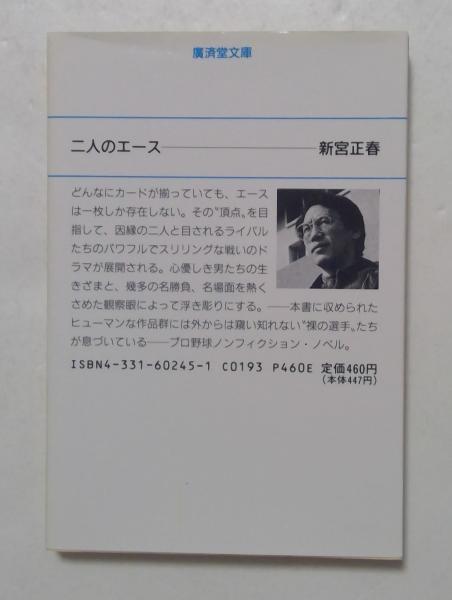 廣済堂文庫
二人のエース――――新宮正春
どんなにカードが揃っていても、エース
は一枚しか存在しない。その〝頂点〟を目
指して、因縁の二人と目されるライバル
たちのパワフルでスリリングな戦いのド
ラマが展開される。心優しき男たちの生
きざまと、幾多の名勝負、名場面を熱く
さめた観察眼によって浮き彫りにする。――本書に収められた
ヒューマンな作品群には外からは窺い知れない〝裸の選手〟たち
が息づいている――プロ野球ノンフィクション・ノベル。
ISBN4-331-60245-1 C0193 P460E 定価460円
(本体447円)